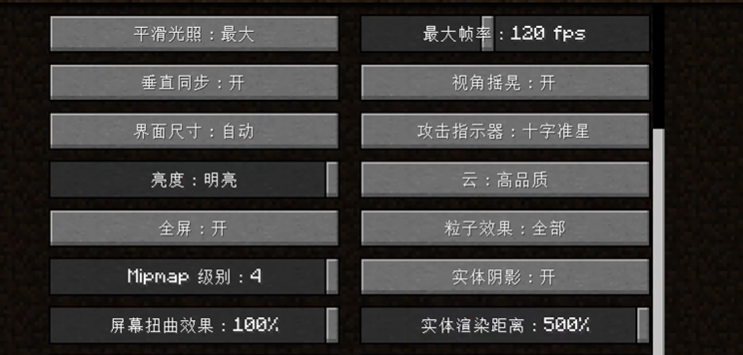 平滑光照：最大
最大帧率：120 fps
垂直同步：开
视角摇晃：开
界面尺寸：自动
攻击指示器：十字准星
亮度：明亮
云：高品质
全屏：开
粒子效果：全部
Mipmap 级别：4
实体阴影：开
屏幕扭曲效果：100%
实体渲染距离：500%